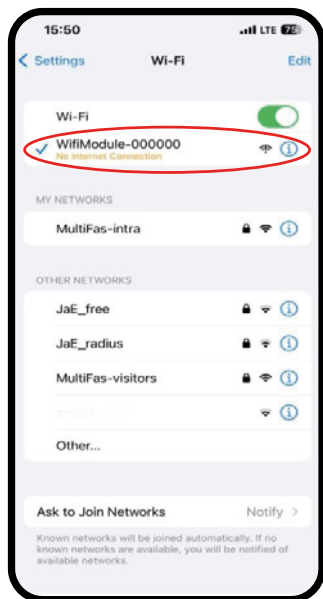 15:50 LTE 75
Settings Wi-Fi Edit
Wi-Fi
WifiModule-000000
No Internet Connection
MY NETWORKS
MultiFas-intra
OTHER NETWORKS
JaE_free
JaE_radius
MultiFas-visitors
Other...
Ask to Join Networks Notify
Known networks will be joined automatically. If no
known networks are available, you will be notified of
available networks.